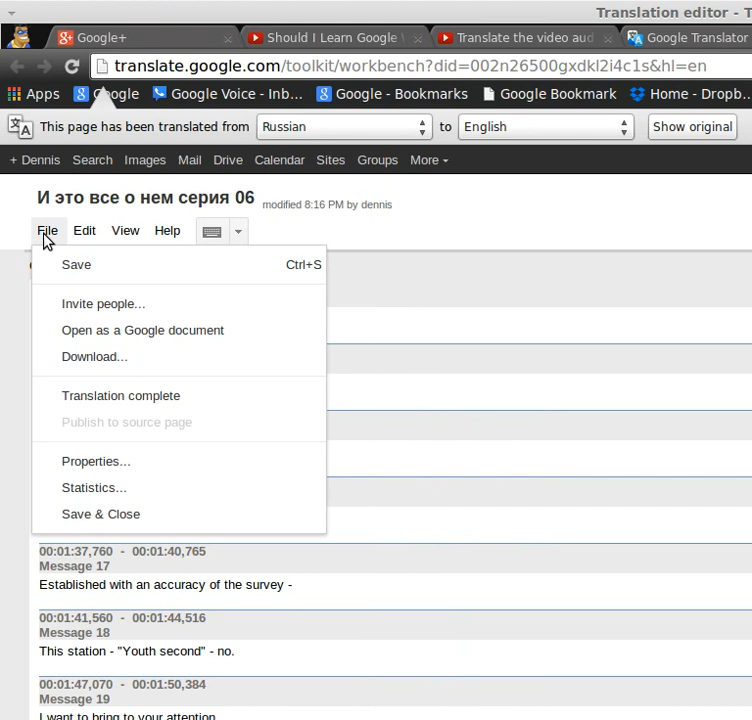 Translation editor - T
Google+
Should I Learn Google
Translate the video aud
Google Translator
translate.google.com/toolkit/workbench?did=002n26500gxdkl2i4c1s&hl=en
Apps
Google
Google Voice - Inb...
Google - Bookmarks
Google Bookmark
Home - Dropb...
This page has been translated from
Russian
to
English
Show original
+ Dennis
Search
Images
Mail
Drive
Calendar
Sites
Groups
More
И это все о нем серия 06
modified 8:16 PM by dennis
File
Edit
View
Help
Save
Ctrl+S
Invite people...
Open as a Google document
Download...
Translation complete
Publish to source page
Properties...
Statistics...
Save & Close
00:01:37,760 - 00:01:40,765
Message 17
Established with an accuracy of the survey -
00:01:41,560 - 00:01:44,516
Message 18
This station - "Youth second" - no.
00:01:47,070 - 00:01:50,384
Message 19
I want to bring to your attention